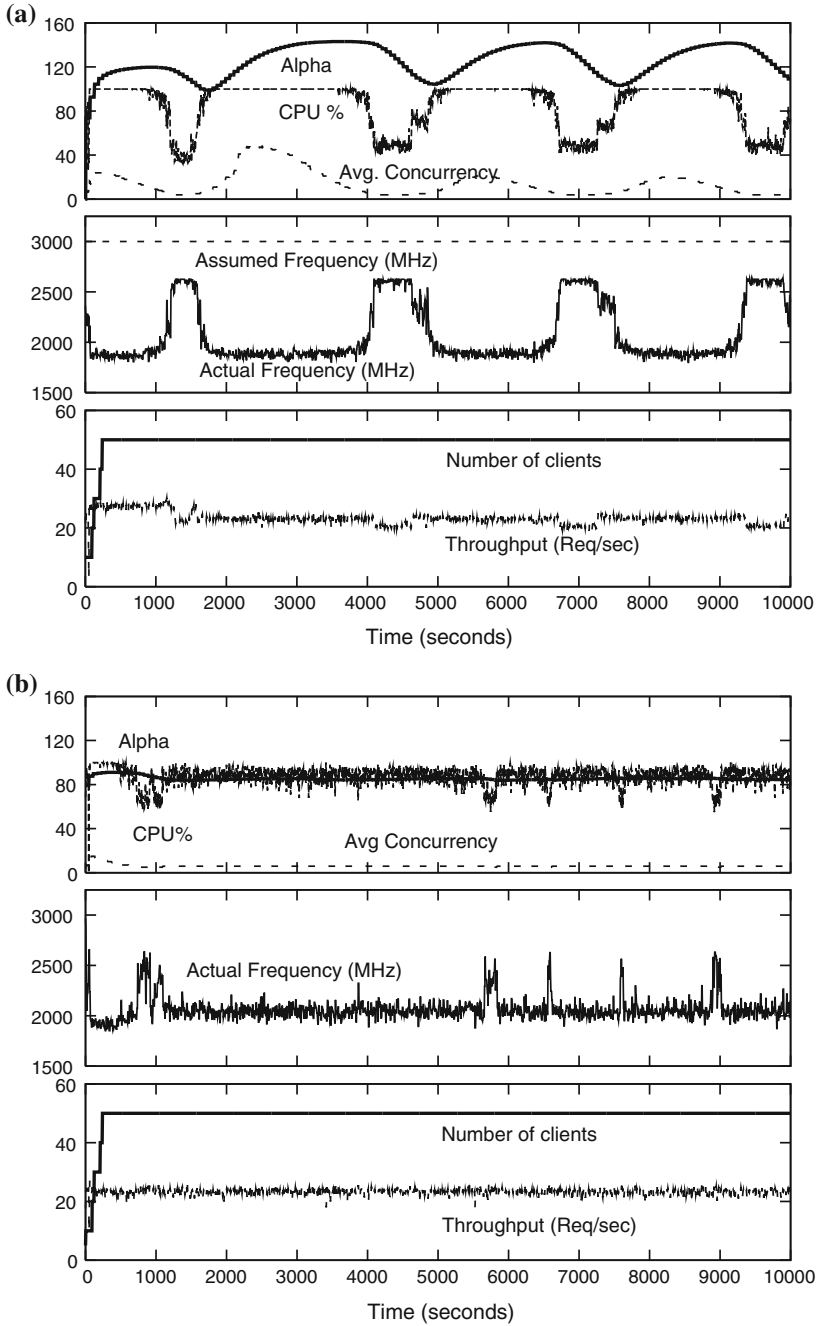 (a)
160
120
80
40
0
Alpha
CPU %
Avg. Concurrency
3000
2500
2000
1500
Assumed Frequency (MHz)
Actual Frequency (MHz)
60
40
20
0
Number of clients
Throughput (Req/sec)
0 1000 2000 3000 4000 5000 6000 7000 8000 9000 10000
Time (seconds)
(b)
160
120
80
40
0
Alpha
CPU%
Avg Concurrency
3000
2500
2000
1500
Actual Frequency (MHz)
60
40
20
0
Number of clients
Throughput (Req/sec)
0 1000 2000 3000 4000 5000 6000 7000 8000 9000 10000
Time (seconds)